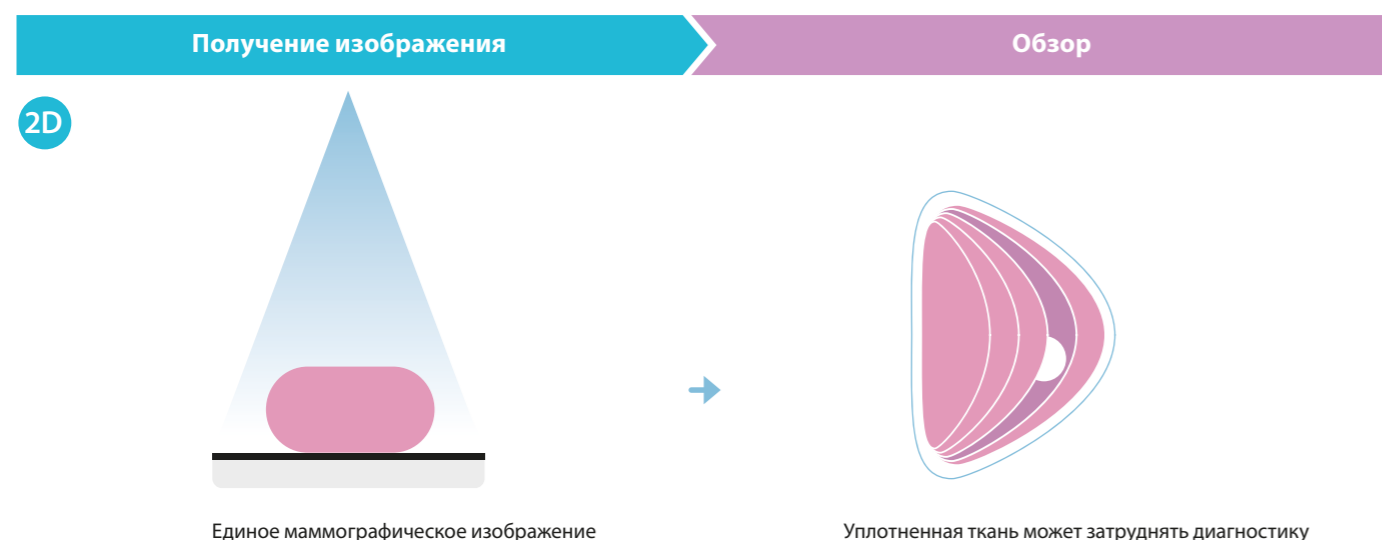 Получение изображения
Обзор
2D
Единое маммографическое изображение
Уплотненная ткань может затруднять диагностику